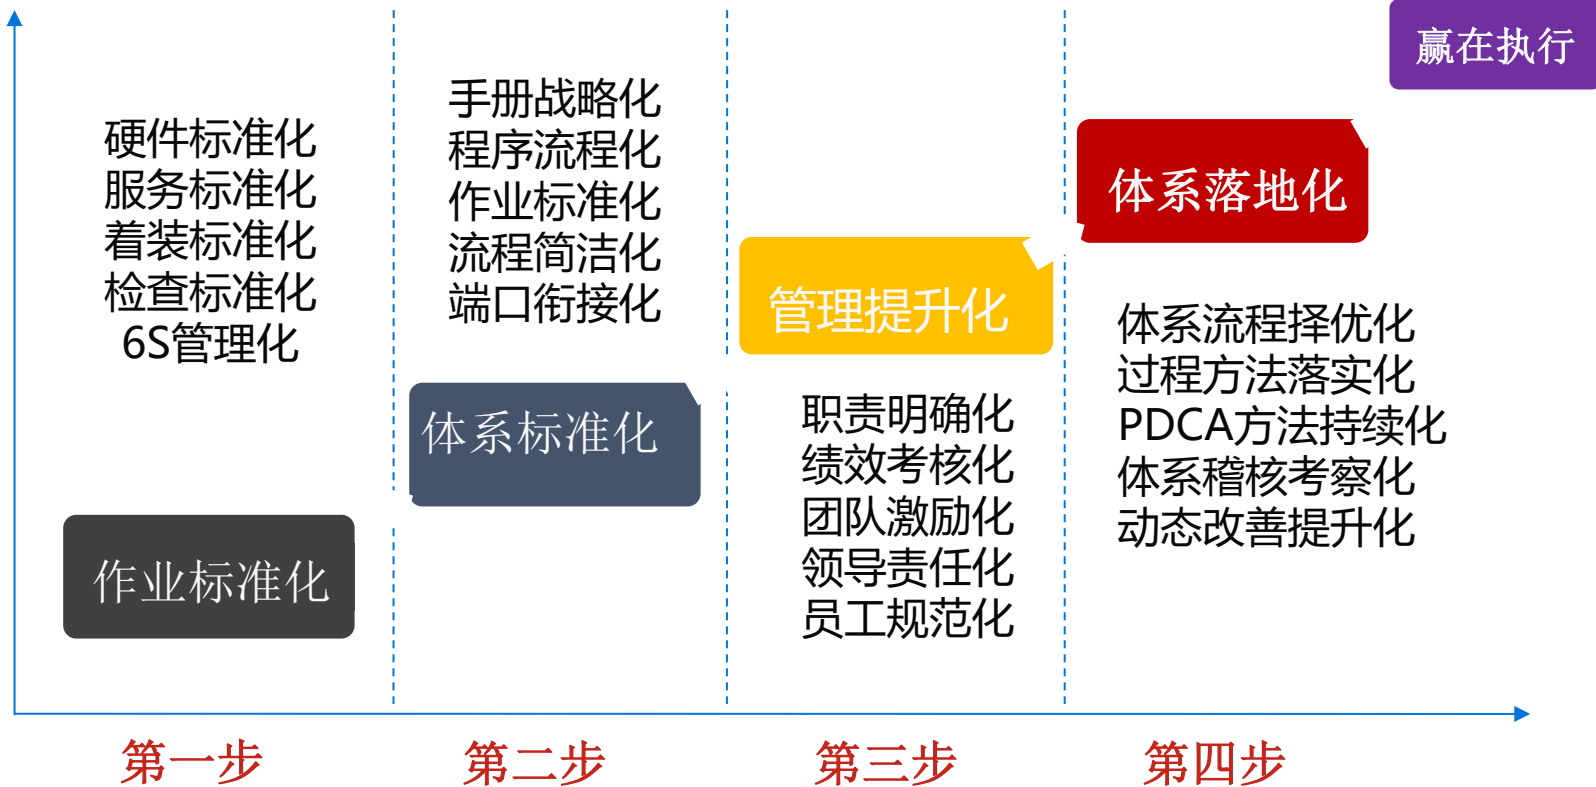 赢在执行
硬件标准化
服务标准化
着装标准化
检查标准化
6S管理化
作业标准化
手册战略化
程序流程化
作业标准化
流程简洁化
端口衔接化
体系标准化
管理提升化
职责明确化
绩效考核化
团队激励化
领导责任化
员工规范化
体系落地化
体系流程择优化
过程方法落实化
PDCA方法持续化
体系稽核考察化
动态改善提升化
第一步
第二步
第三步
第四步